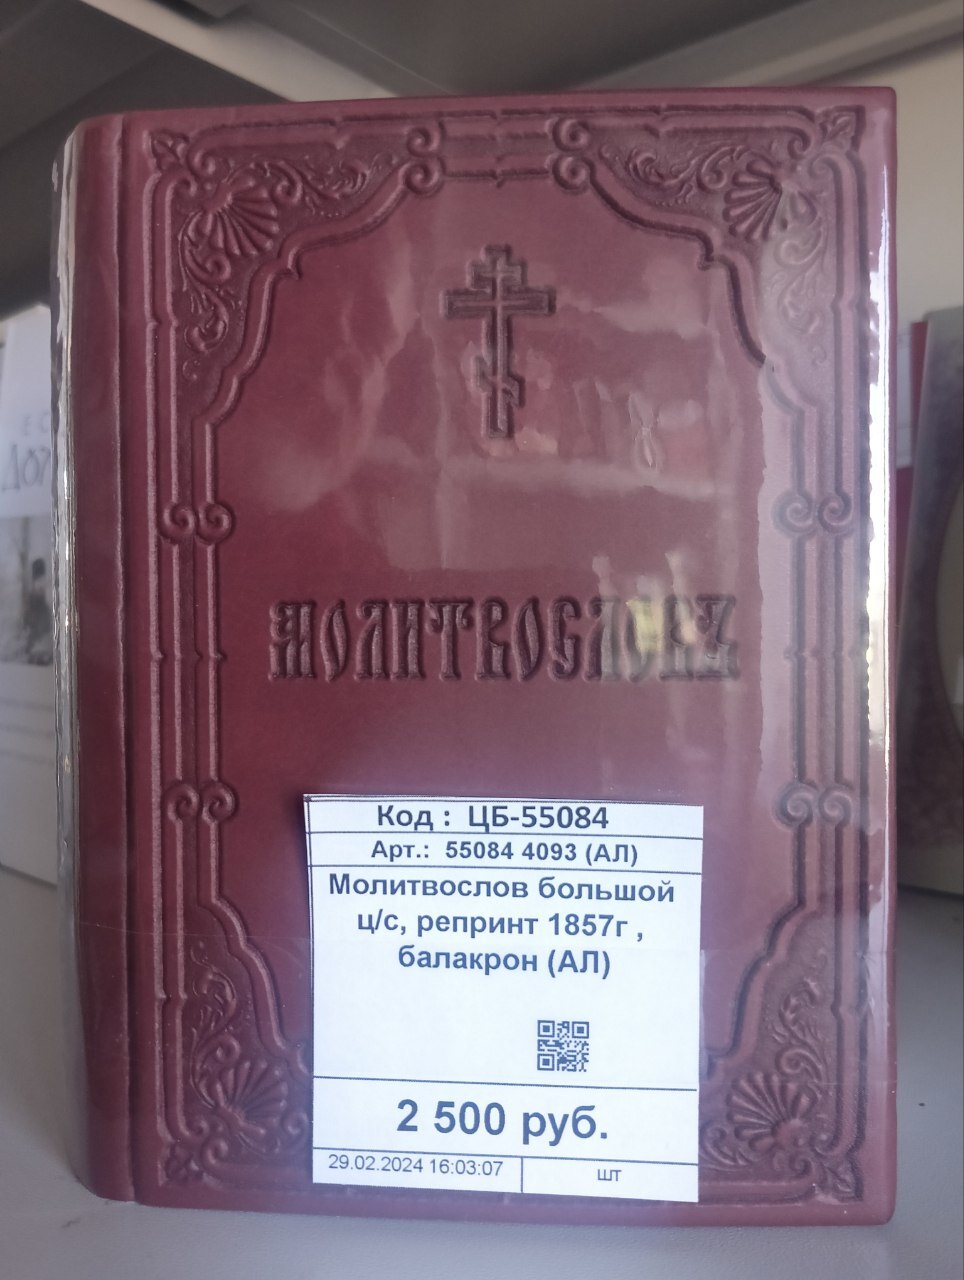 МОЛИТВОСЛОВЪ
Код : ЦБ-55084
Арт.: 55084 4093 (АЛ)
Молитвослов большой
ц/с, репринт 1857г ,
балакрон (АЛ)
2 500 руб.
29.02.2024 16:03:07
шт